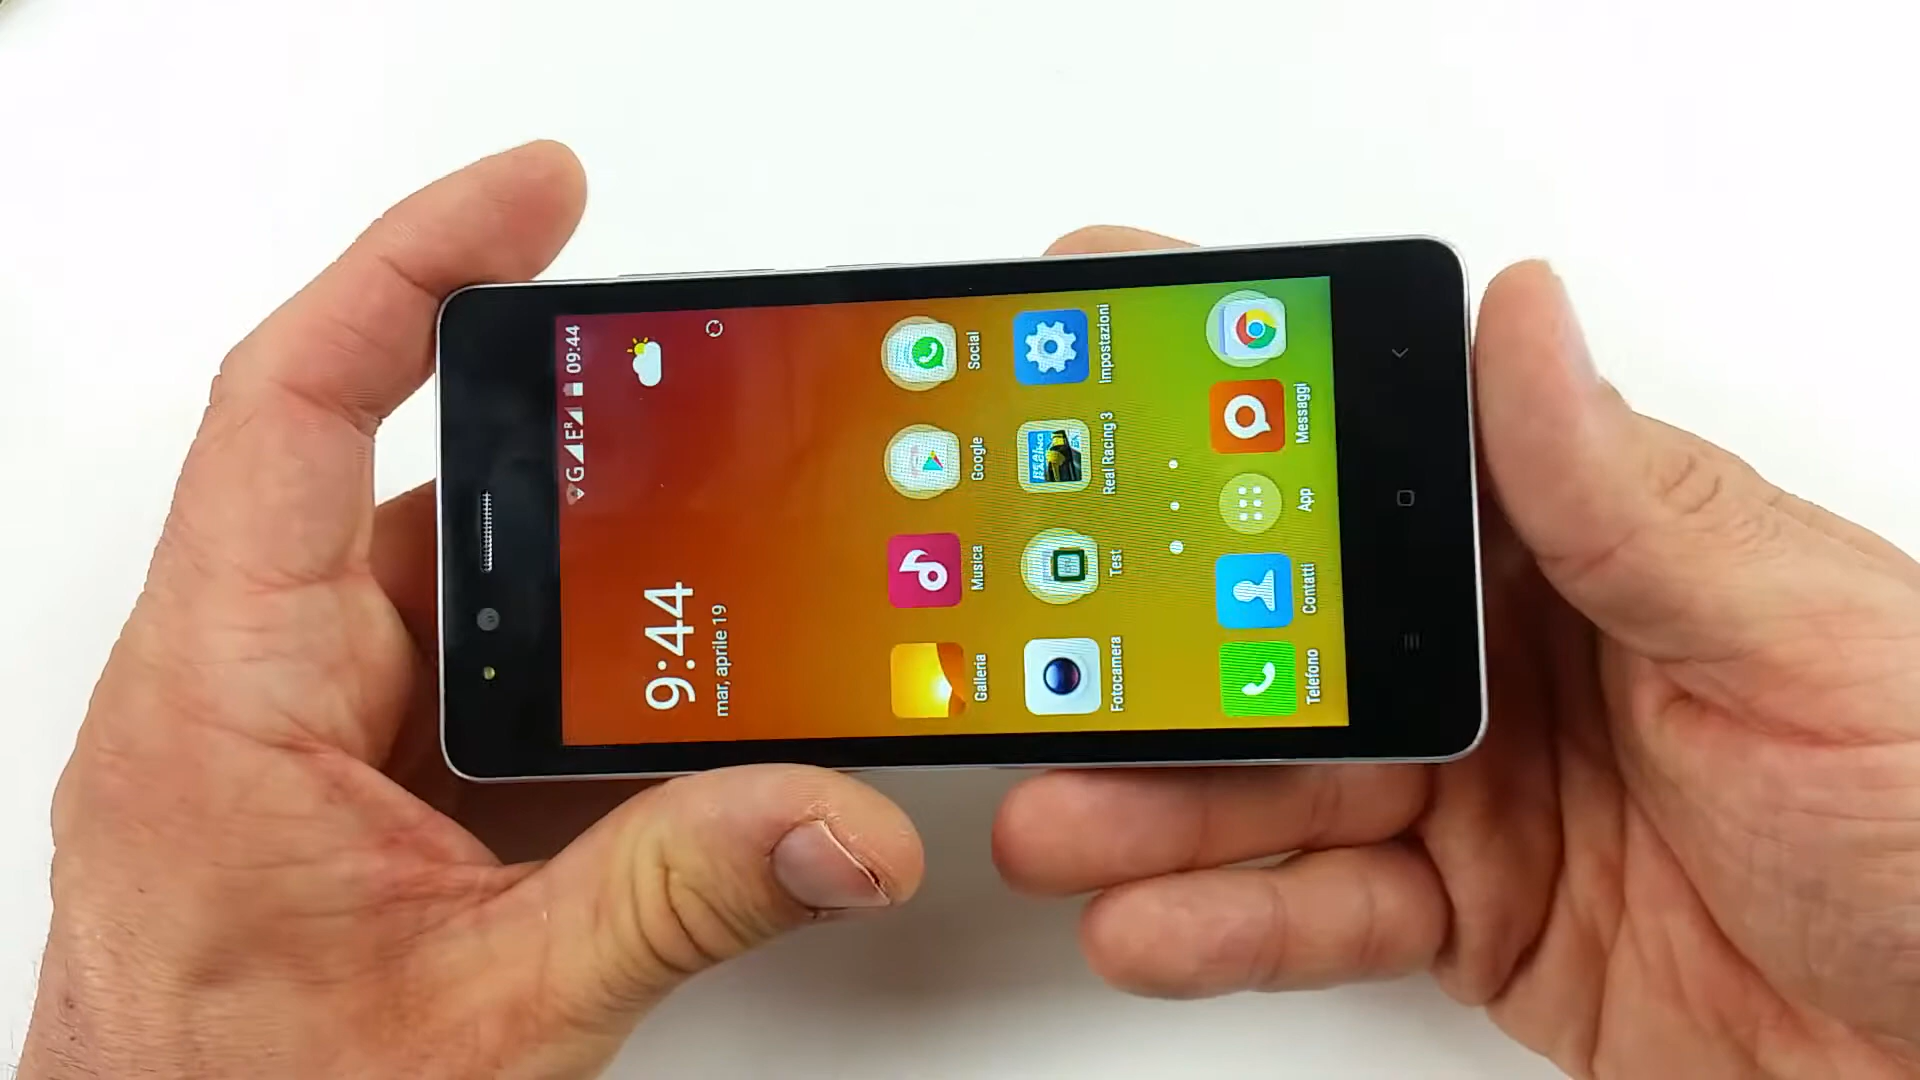 G E R 09:44
9:44
mar, aprile 19
Galleria Musica Google Social
Fotocamera Test Real Racing 3 Impostazioni
Telefono Contatti App Messaggi